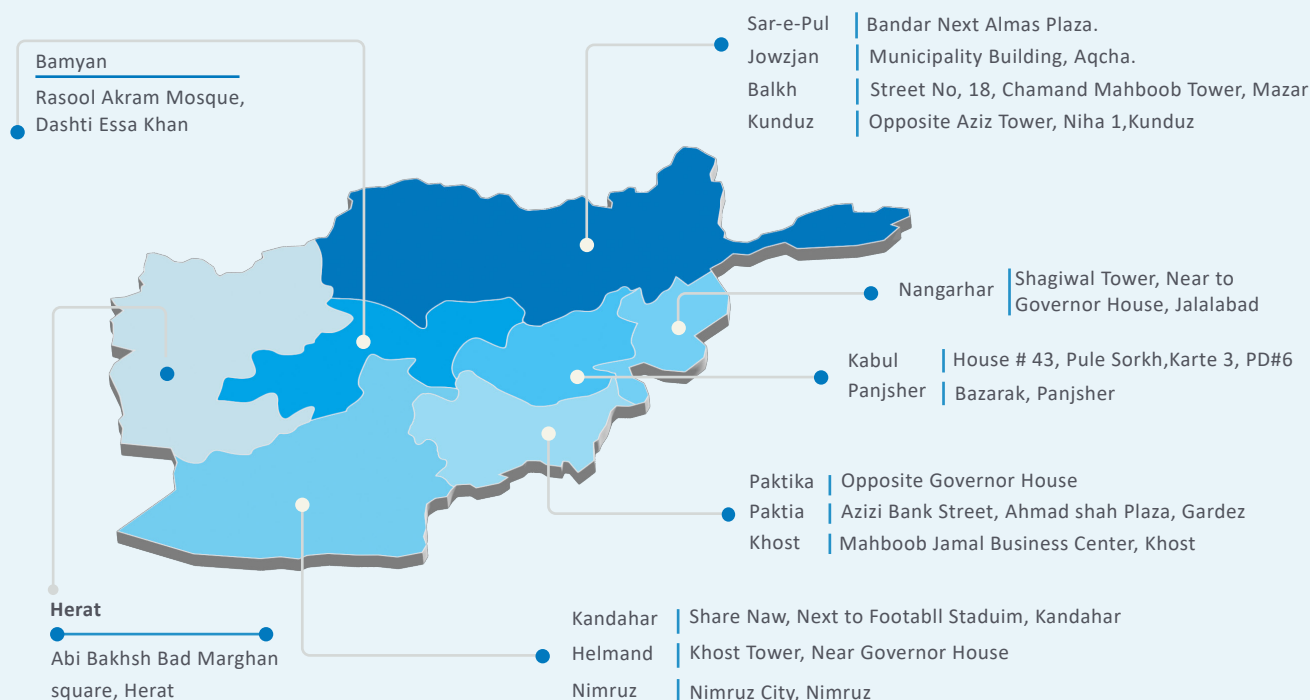 Bamyan
Rasool Akram Mosque,
Dashti Essa Khan
Sar-e-Pul Bandar Next Almas Plaza.
Jowzjan Municipality Building, Aqcha.
Balkh Street No, 18, Chamand Mahboob Tower, Mazar
Kunduz Opposite Aziz Tower, Niha 1,Kunduz
Nangarhar Shagiwal Tower, Near to
Governor House, Jalalabad
Kabul House # 43, Pule Sorkh,Karte 3, PD#6
Panjsher Bazarak, Panjsher
Paktika Opposite Governor House
Paktia Azizi Bank Street, Ahmad shah Plaza, Gardez
Khost Mahboob Jamal Business Center, Khost
Herat
Abi Bakhsh Bad Marghan
square, Herat
Kandahar Share Naw, Next to Footabll Staduim, Kandahar
Helmand Khost Tower, Near Governor House
Nimruz Nimruz City, Nimruz